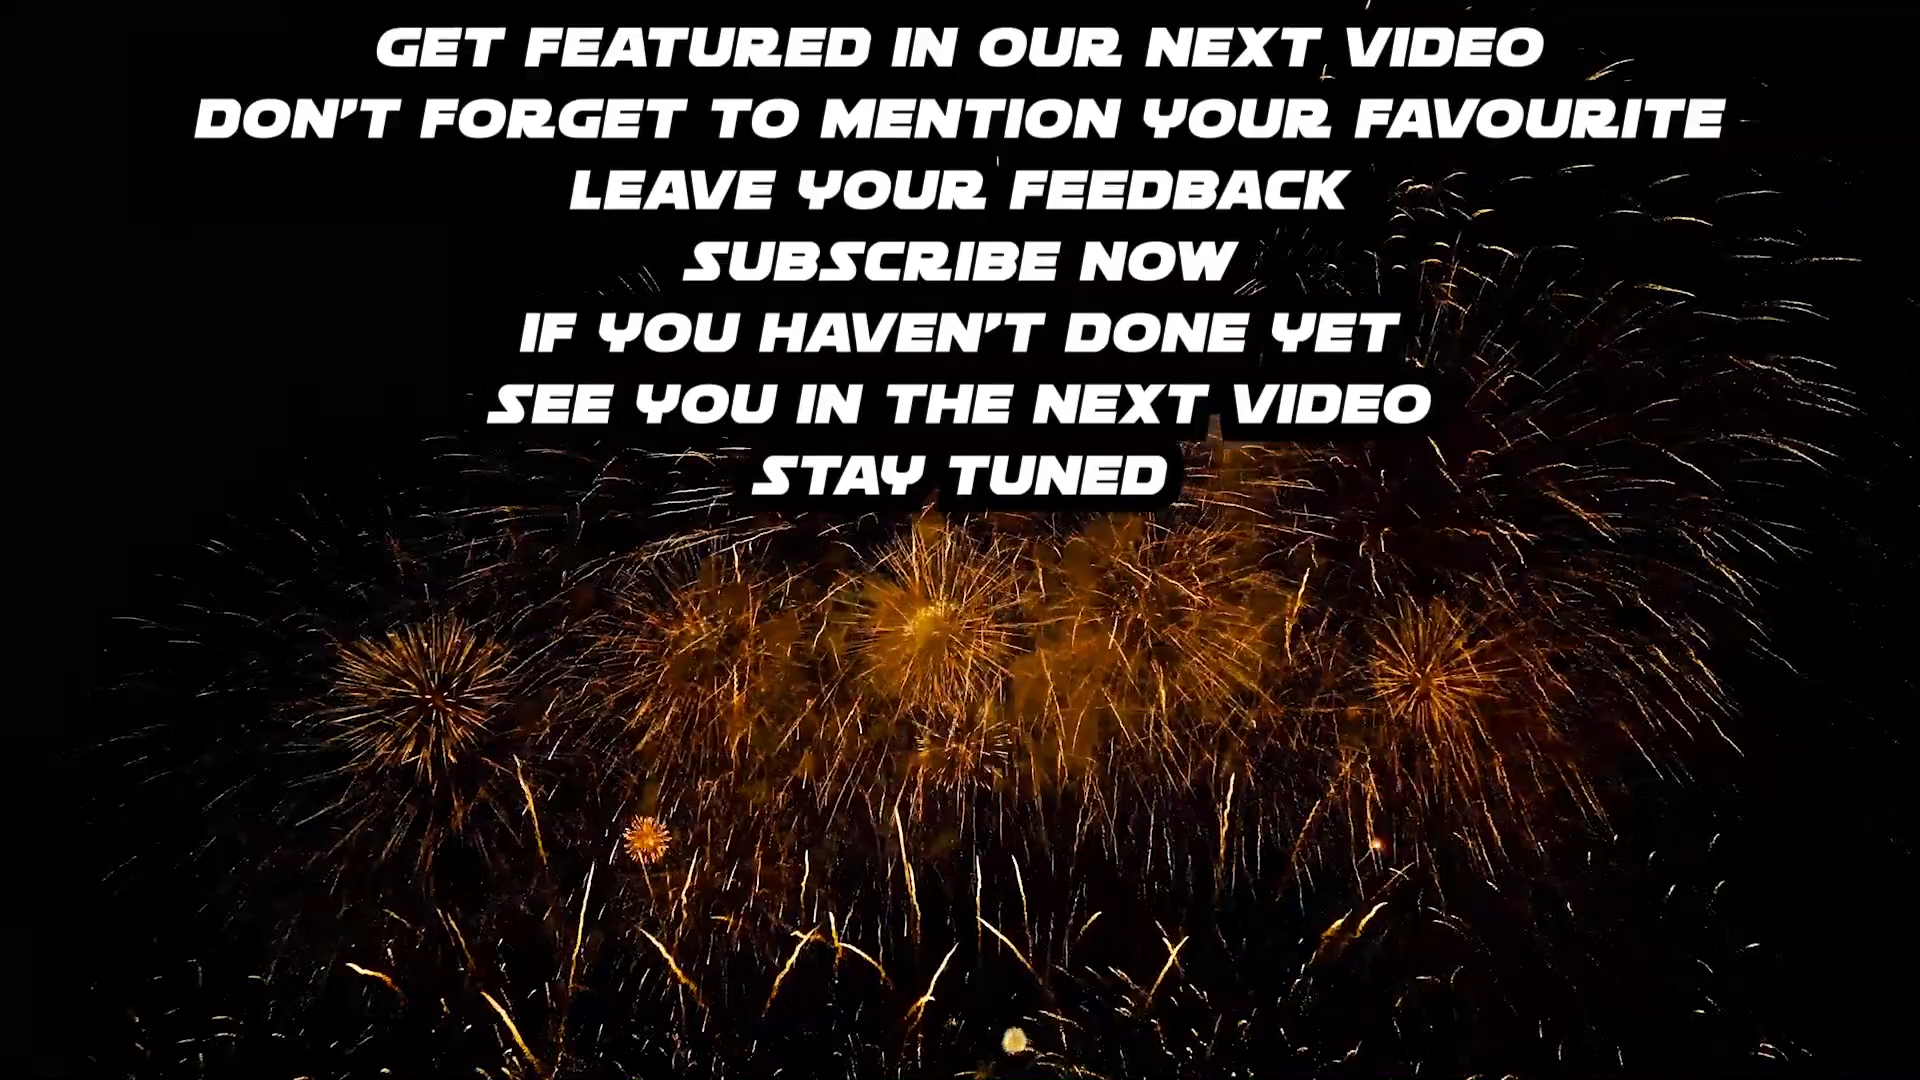 GET FEATURED IN OUR NEXT VIDEO
DON'T FORGET TO MENTION YOUR FAVOURITE
LEAVE YOUR FEEDBACK
SUBSCRIBE NOW
IF YOU HAVEN'T DONE YET
SEE YOU IN THE NEXT VIDEO
STAY TUNED